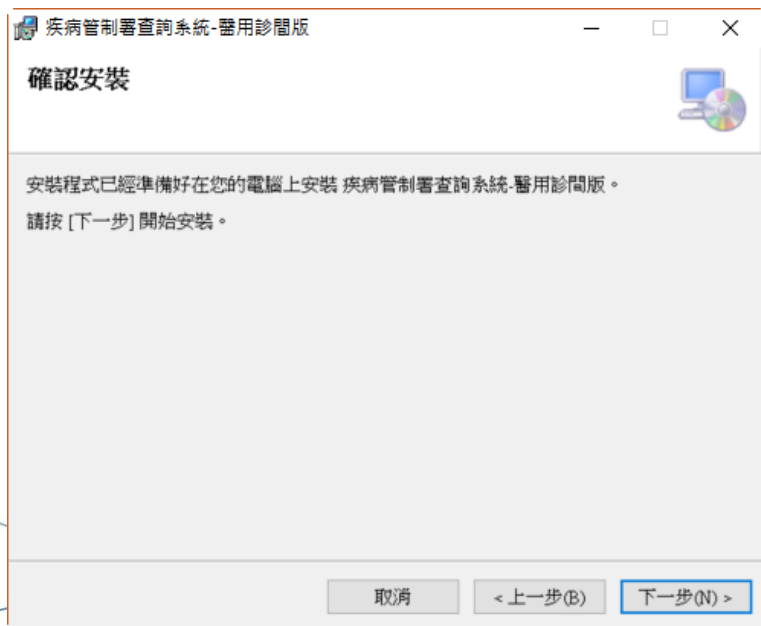 疾病管制署查詢系統-醫用診間版
確認安裝
安裝程式已經準備好在您的電腦上安裝 疾病管制署查詢系統-醫用診間版。
請按 [下一步] 開始安裝。
取消
< 上一步(B)
下一步(N) >